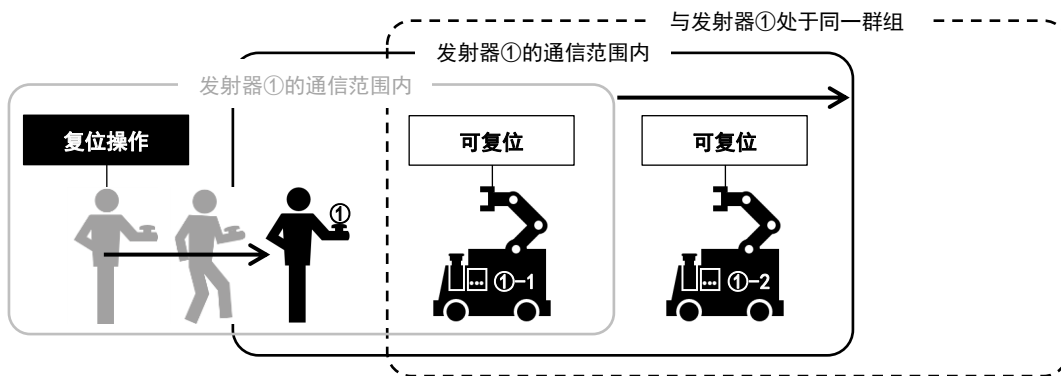 与发射器①处于同一群组
发射器①的通信范围内
发射器①的通信范围内
复位操作
可复位
可复位
①
①-1
①-2